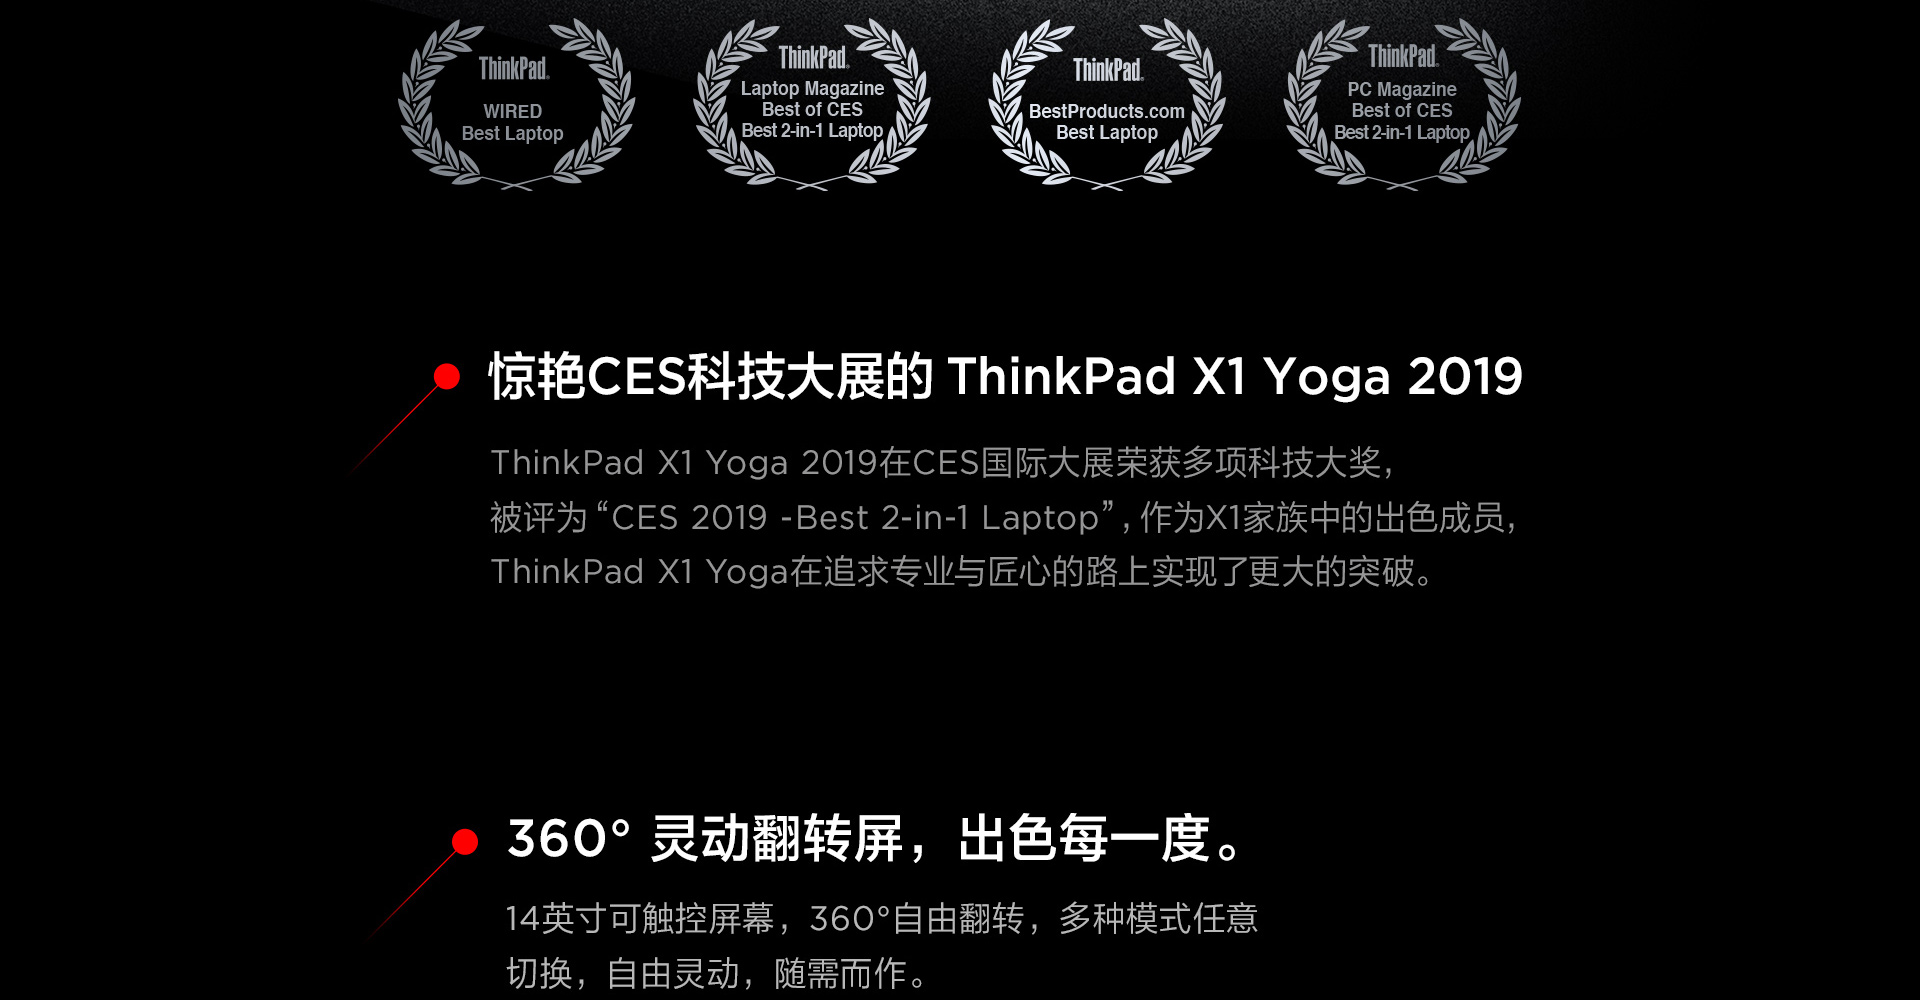 ThinkPad
WIRED
Best Laptop
ThinkPad
Laptop Magazine
Best of CES
Best 2-in-1 Laptop
ThinkPad
BestProducts.com
Best Laptop
ThinkPad
PC Magazine
Best of CES
Best 2-in-1 Laptop
惊艳CES科技大展的 ThinkPad X1 Yoga 2019
ThinkPad X1 Yoga 2019在CES国际大展荣获多项科技大奖，
被评为“CES 2019 -Best 2-in-1 Laptop”，作为X1家族中的出色成员，
ThinkPad X1 Yoga在追求专业与匠心的路上实现了更大的突破。
360° 灵动翻转屏，出色每一度。
14英寸可触控屏幕，360°自由翻转，多种模式任意
切换，自由灵动，随需而作。